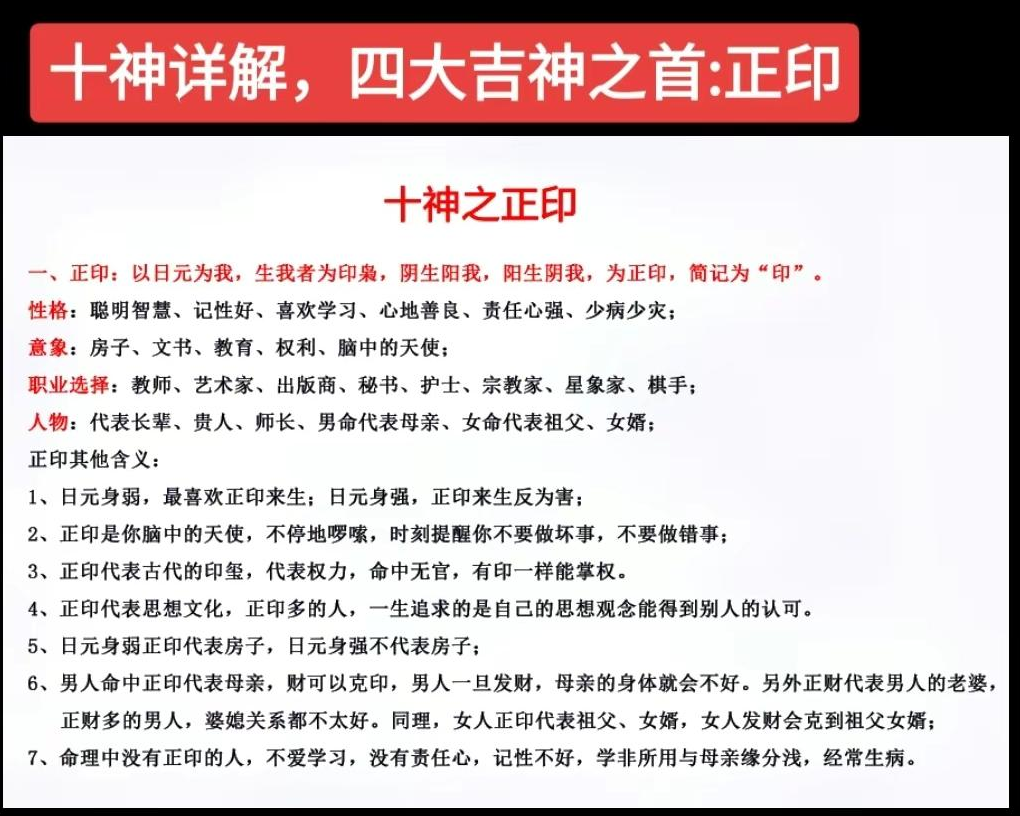 十神详解，四大吉神之首:正印
十神之正印
一、正印：以日元为我，生我者为印枭，阴生阳我，阳生阴我，为正印，简记为“印”。
性格：聪明智慧、记性好、喜欢学习、心地善良、责任心强、少病少灾；
意象：房子、文书、教育、权利、脑中的天使；
职业选择：教师、艺术家、出版商、秘书、护士、宗教家、星象家、棋手；
人物：代表长辈、贵人、师长、男命代表母亲、女命代表祖父、女婿；
正印其他含义：
1、日元身弱，最喜欢正印来生；日元身强，正印来生反为害；
2、正印是你脑中的天使，不停地啰嗦，时刻提醒你不要做坏事，不要做错事；
3、正印代表古代的印玺，代表权力，命中无官，有印一样能掌权。
4、正印代表思想文化，正印多的人，一生追求的是自己的思想观念能得到别人的认可。
5、日元身弱正印代表房子，日元身强不代表房子；
6、男人命中正印代表母亲，财可以克印，男人一旦发财，母亲的身体就会不好。另外正财代表男人的老婆，
正财多的男人，婆媳关系都不太好。同理，女人正印代表祖父、女婿，女人发财会克到祖父女婿；
7、命理中没有正印的人，不爱学习，没有责任心，记性不好，学非所用与母亲缘分浅，经常生病。